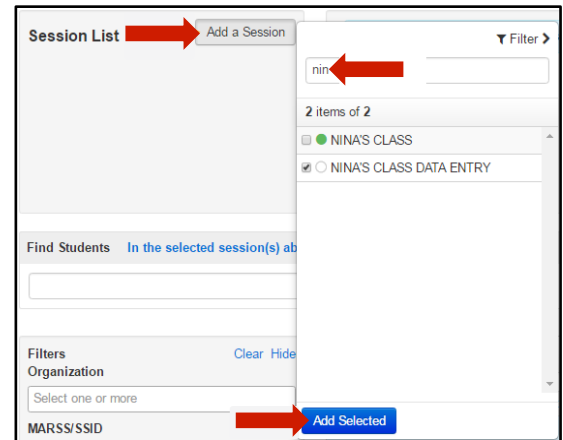 Session List
Add a Session
Filter
nin
2 items of 2
NINA'S CLASS
NINA'S CLASS DATA ENTRY
Find Students In the selected session(s) ab
Filters
Clear Hide
Organization
Select one or more
MARSS/SSID
Add Selected